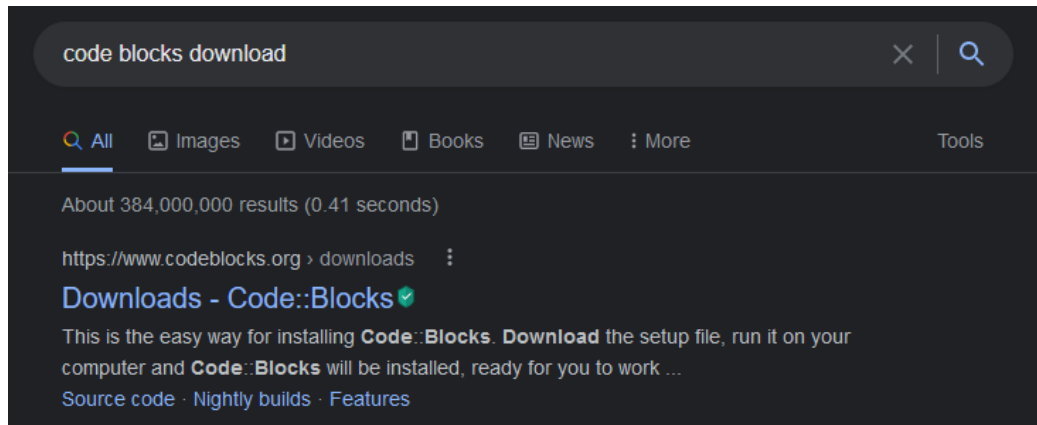 code blocks download
All Images Videos Books News More Tools
About 384,000,000 results (0.41 seconds)
https://www.codeblocks.org › downloads
Downloads - Code::Blocks
This is the easy way for installing Code::Blocks. Download the setup file, run it on your
computer and Code::Blocks will be installed, ready for you to work ...
Source code · Nightly builds · Features